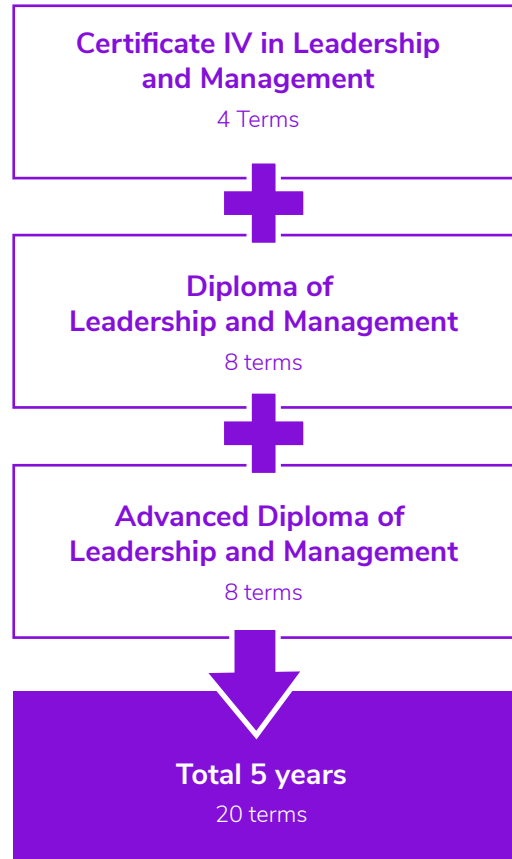 Certificate IV in Leadership
and Management
4 Terms
Diploma of
Leadership and Management
8 terms
Advanced Diploma of
Leadership and Management
8 terms
Total 5 years
20 terms